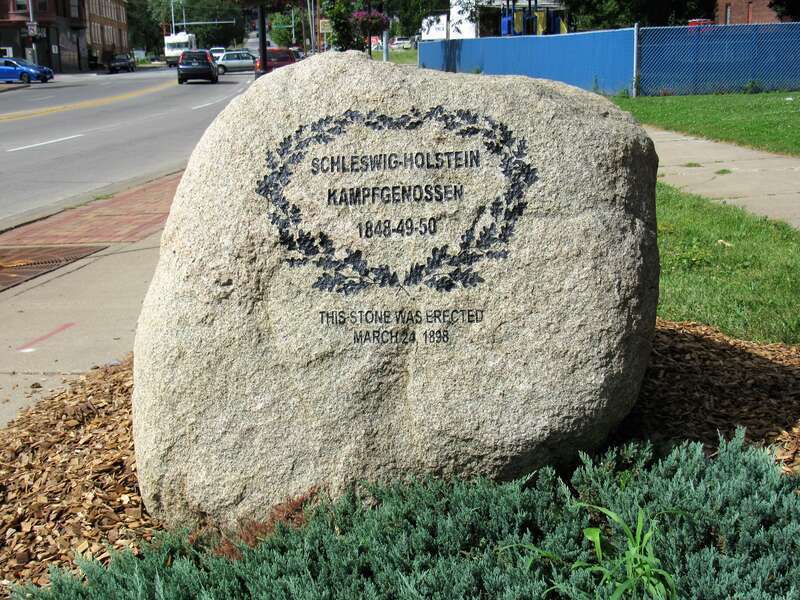 SCHLESWIG-HOLSTEIN
KAMPFGENOSSEN
1848-49-50
THIS STONE WAS ERECTED
MARCH 24, 1898